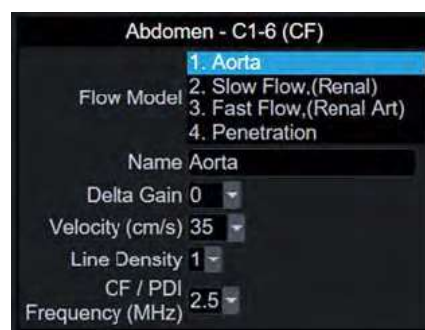 Abdomen - C1-6 (CF)
Flow Model
1. Aorta
2. Slow Flow,(Renal)
3. Fast Flow,(Renal Art)
4. Penetration
Name Aorta
Delta Gain 0
Velocity (cm/s) 35
Line Density 1
CF / PDI
Frequency (MHz) 2.5